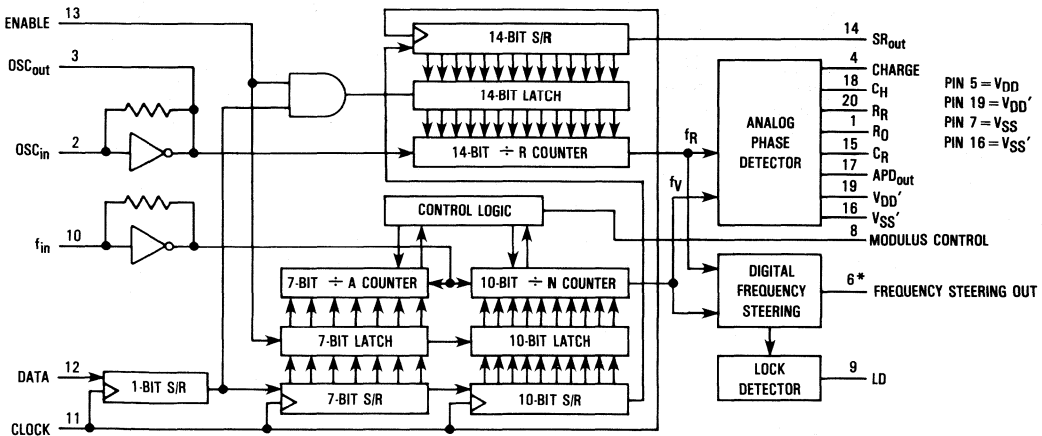 ENABLE 13
14-BIT S/R
14 SRout
3 OSCout
4 CHARGE
18 CH
PIN 5 = VDD
14-BIT LATCH
20 RR
PIN 19 = VDD′
ANALOG PHASE DETECTOR
1 RO
PIN 7 = VSS
OSCin 2
15 CR
PIN 16 = VSS′
14-BIT ÷ R COUNTER
fR
17 APDout
fV
19 VDD′
16 VSS′
CONTROL LOGIC
8 MODULUS CONTROL
fin 10
7-BIT ÷ A COUNTER
10-BIT ÷ N COUNTER
DIGITAL FREQUENCY STEERING
6* FREQUENCY STEERING OUT
7-BIT LATCH
10-BIT LATCH
DATA 12
1-BIT S/R
7-BIT S/R
10-BIT S/R
LOCK DETECTOR
9 LD
CLOCK 11